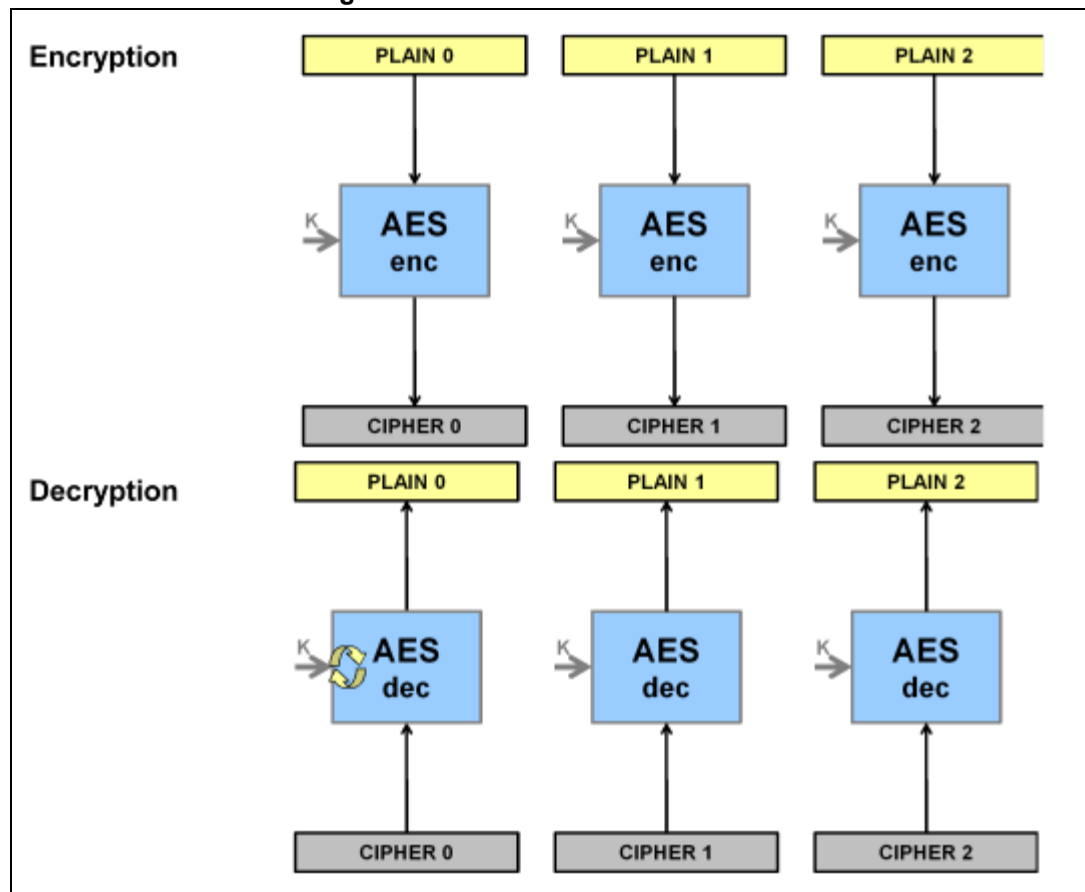 Encryption
PLAIN 0 PLAIN 1 PLAIN 2
K AES K AES K AES
enc enc enc
CIPHER 0 CIPHER 1 CIPHER 2
Decryption
PLAIN 0 PLAIN 1 PLAIN 2
K AES K AES K AES
dec dec dec
CIPHER 0 CIPHER 1 CIPHER 2